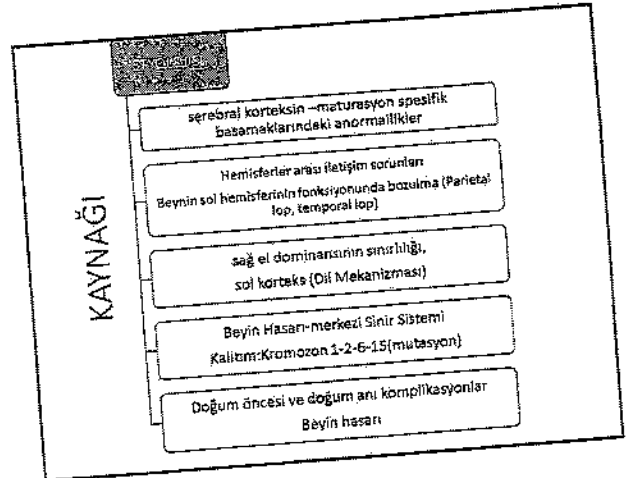 KAYNAĞI
serebral korteksin –maturasyon spesifik
basamaklarındaki anormallikler
Hemisferler arası iletişim sorunları
Beynin sol hemisferinin fonksiyonunda bozulma (Parietal
lop, temporal lop)
sağ el dominansının sınırlılığı,
sol korteks (Dil Mekanizması)
Beyin Hasarı-merkezi Sinir Sistemi
Kalıtım:Kromozon 1-2-6-15(mutasyon)
Doğum öncesi ve doğum anı komplikasyonlar
Beyin hasarı